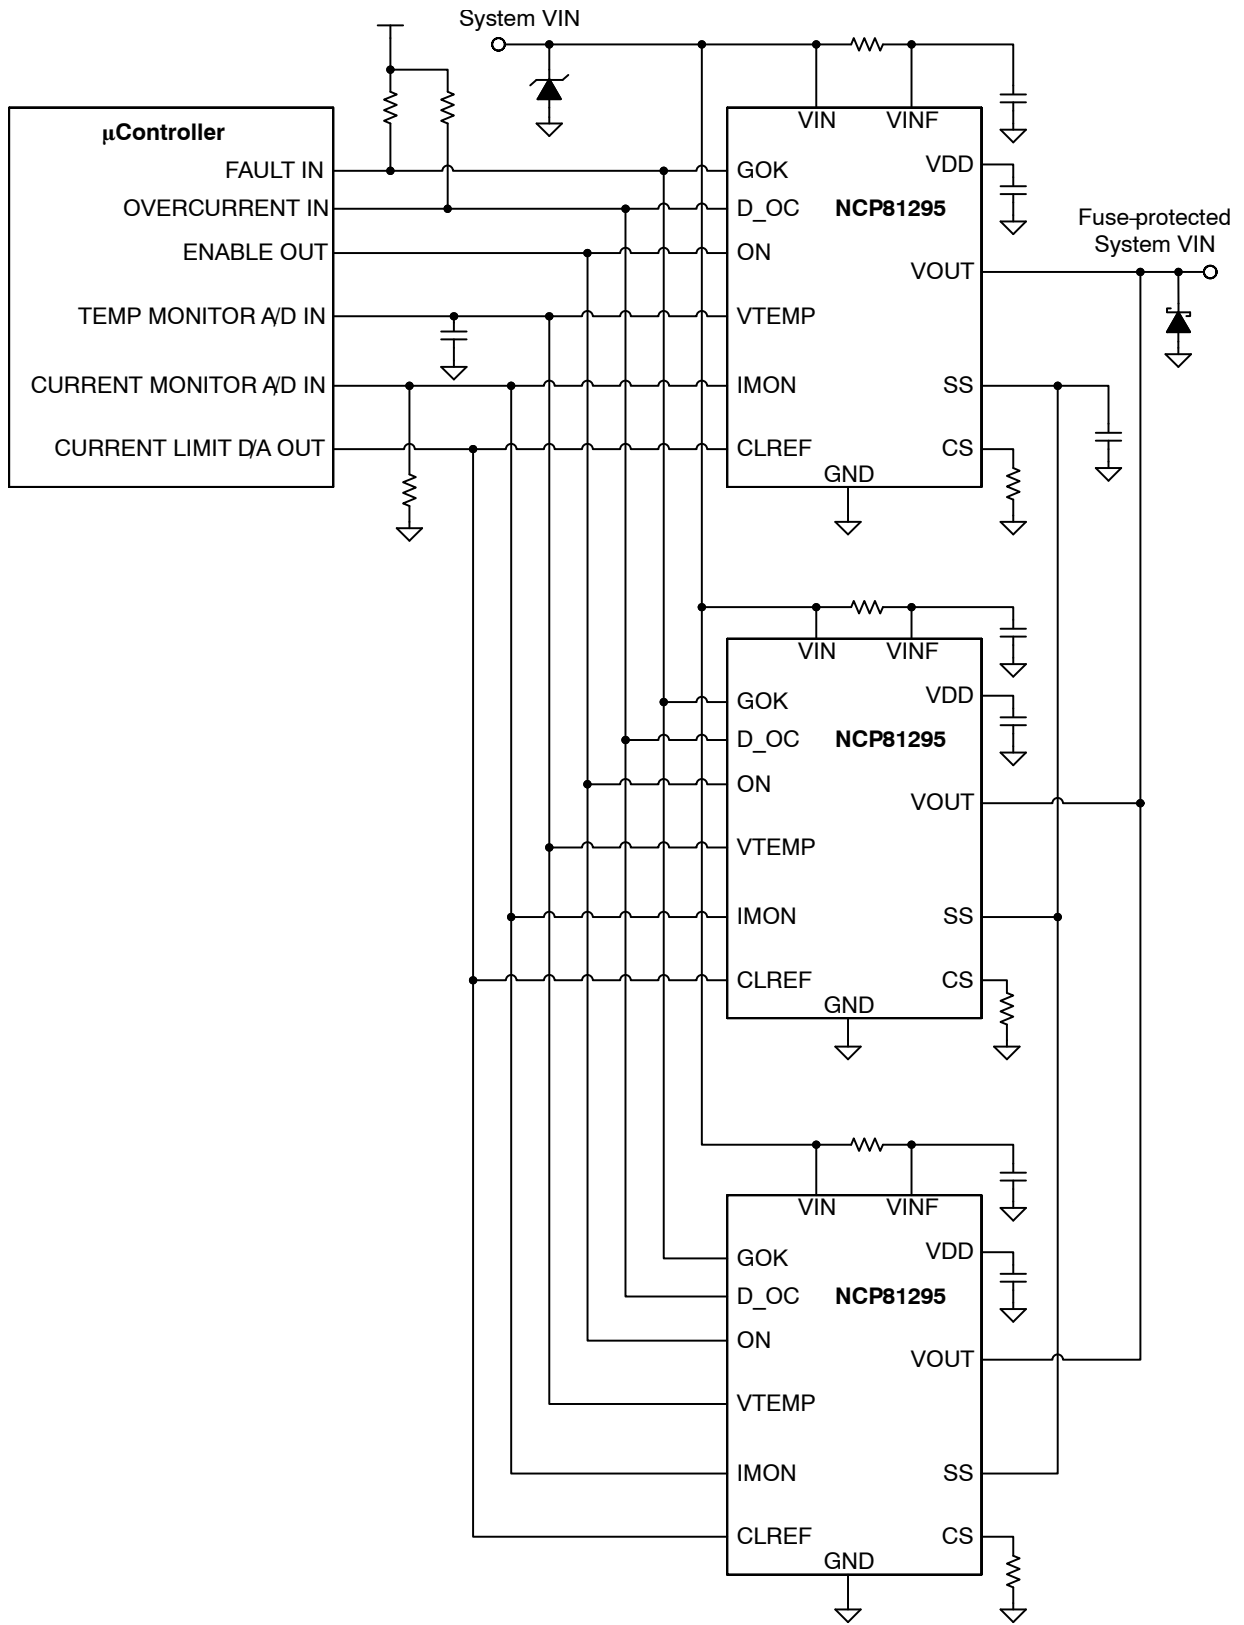 System VIN
µController
FAULT IN
OVERCURRENT IN
ENABLE OUT
TEMP MONITOR A/D IN
CURRENT MONITOR A/D IN
CURRENT LIMIT D/A OUT
VIN
VINF
GOK
D_OC
ON
VTEMP
IMON
CLREF
NCP81295
VDD
VOUT
SS
CS
GND
Fuse-protected
System VIN
VIN
VINF
GOK
D_OC
ON
VTEMP
IMON
CLREF
NCP81295
VDD
VOUT
SS
CS
GND
VIN
VINF
GOK
D_OC
ON
VTEMP
IMON
CLREF
NCP81295
VDD
VOUT
SS
CS
GND